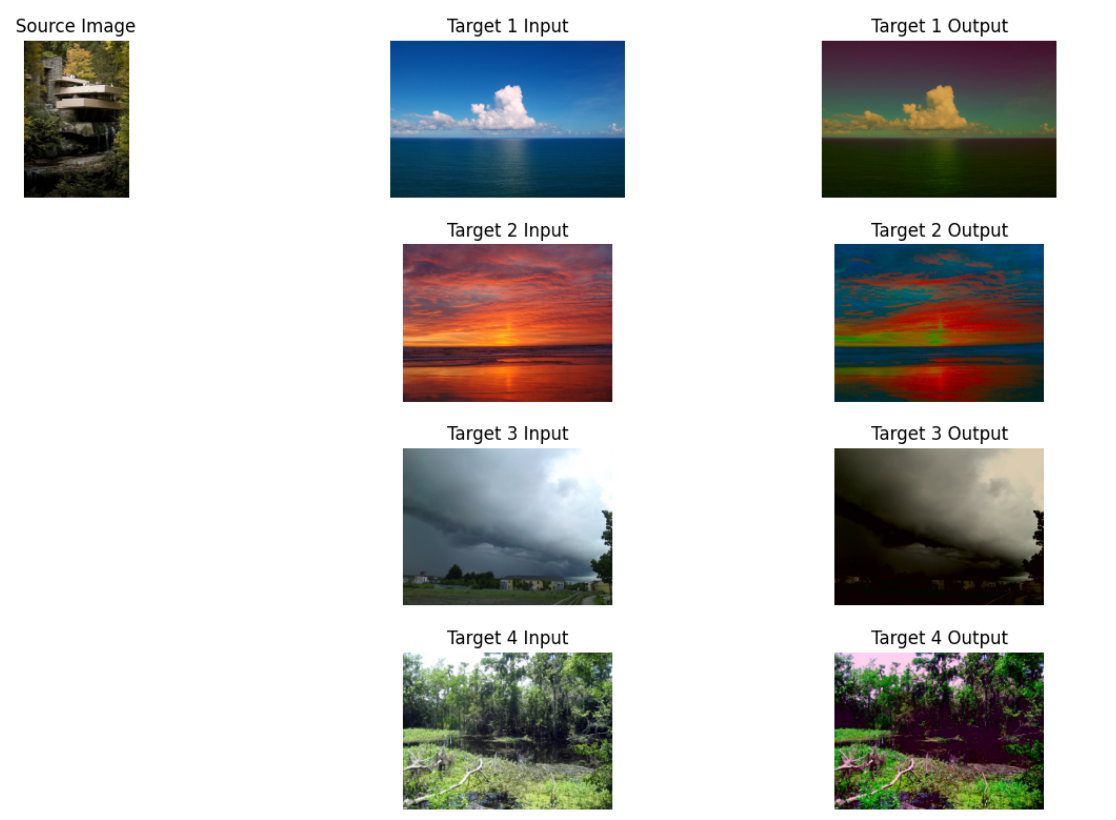 Source Image
Target 1 Input
Target 1 Output
Target 2 Input
Target 2 Output
Target 3 Input
Target 3 Output
Target 4 Input
Target 4 Output